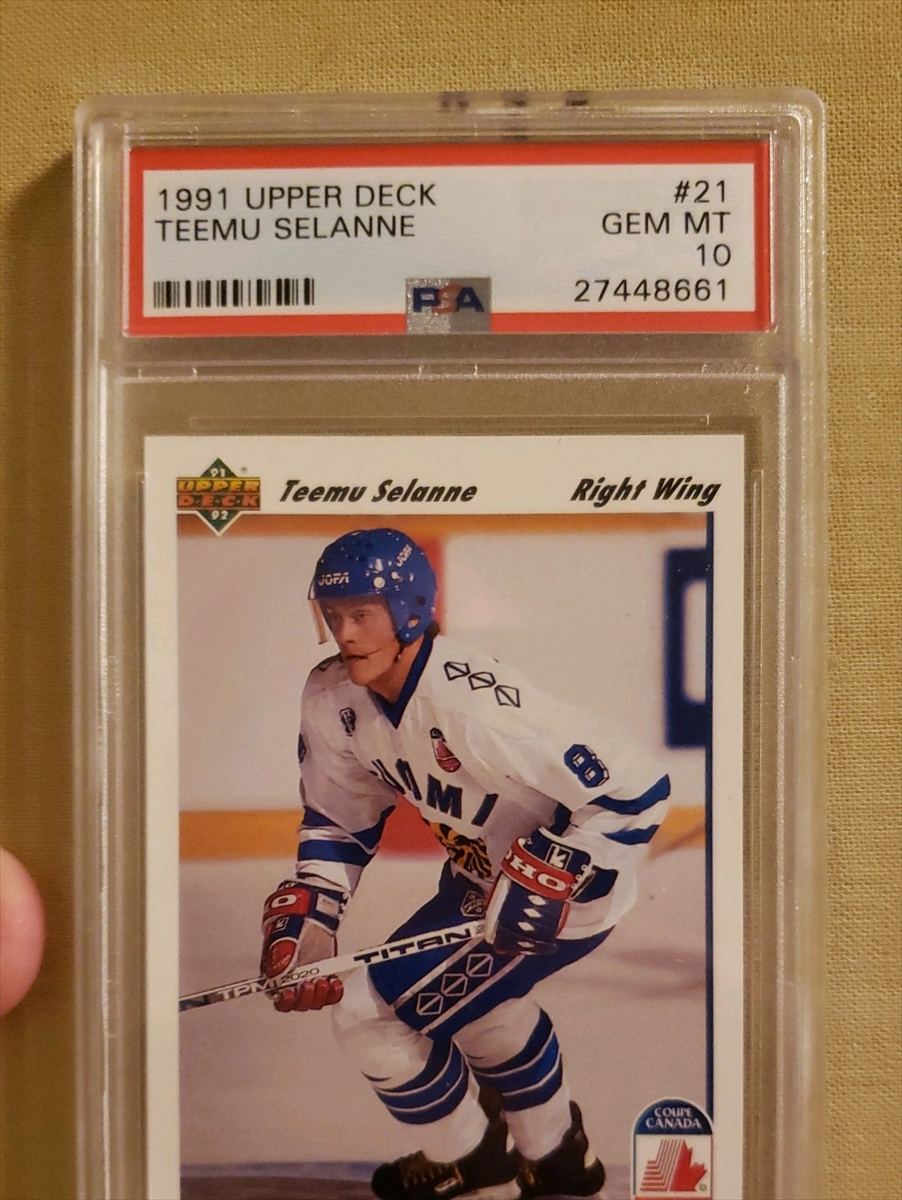 1991 UPPER DECK #21
TEEMU SELANNE GEM MT
10
PSA 27448661
91
UPPER DECK
92
Teemu Selanne Right Wing
JOFA
JOFA
8
TITAN
TPM 2020
COUPE
CANADA